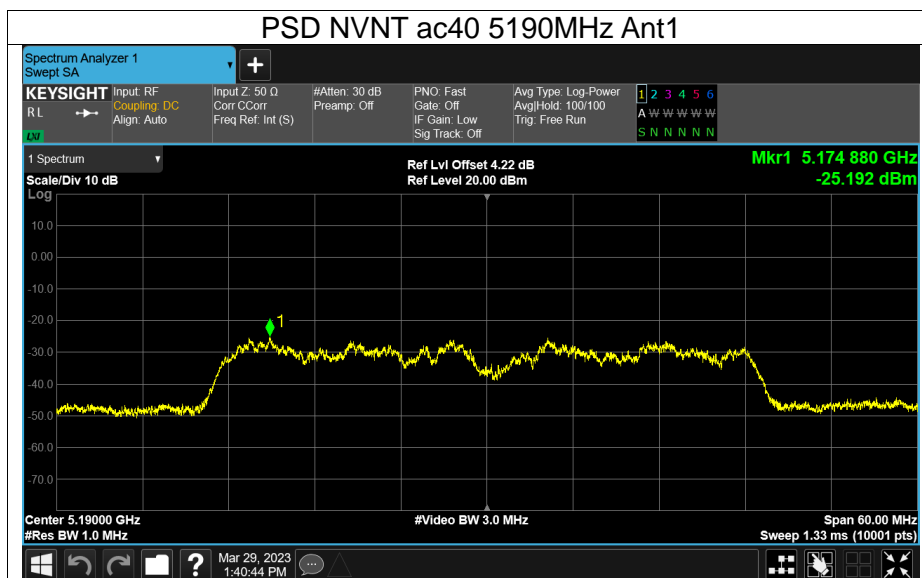 PSD NVNT ac40 5190MHz Ant1
Spectrum Analyzer 1
Swept SA
+
KEYSIGHT Input: RF Input Z: 50 Ω #Atten: 30 dB PNO: Fast Avg Type: Log-Power 1 2 3 4 5 6
RL Coupling: DC Corr CCorr Preamp: Off Gate: Off Avg|Hold: 100/100 A W W W W W
Align: Auto Freq Ref: Int (S) IF Gain: Low Trig: Free Run
LXI Sig Track: Off S N N N N N
1 Spectrum Ref Lvl Offset 4.22 dB Mkr1 5.174 880 GHz
Scale/Div 10 dB Ref Level 20.00 dBm -25.192 dBm
Log
10.0
0.00
-10.0
-20.0
1
-30.0
-40.0
-50.0
-60.0
-70.0
Center 5.19000 GHz #Video BW 3.0 MHz Span 60.00 MHz
#Res BW 1.0 MHz Sweep 1.33 ms (10001 pts)
? Mar 29, 2023
1:40:44 PM